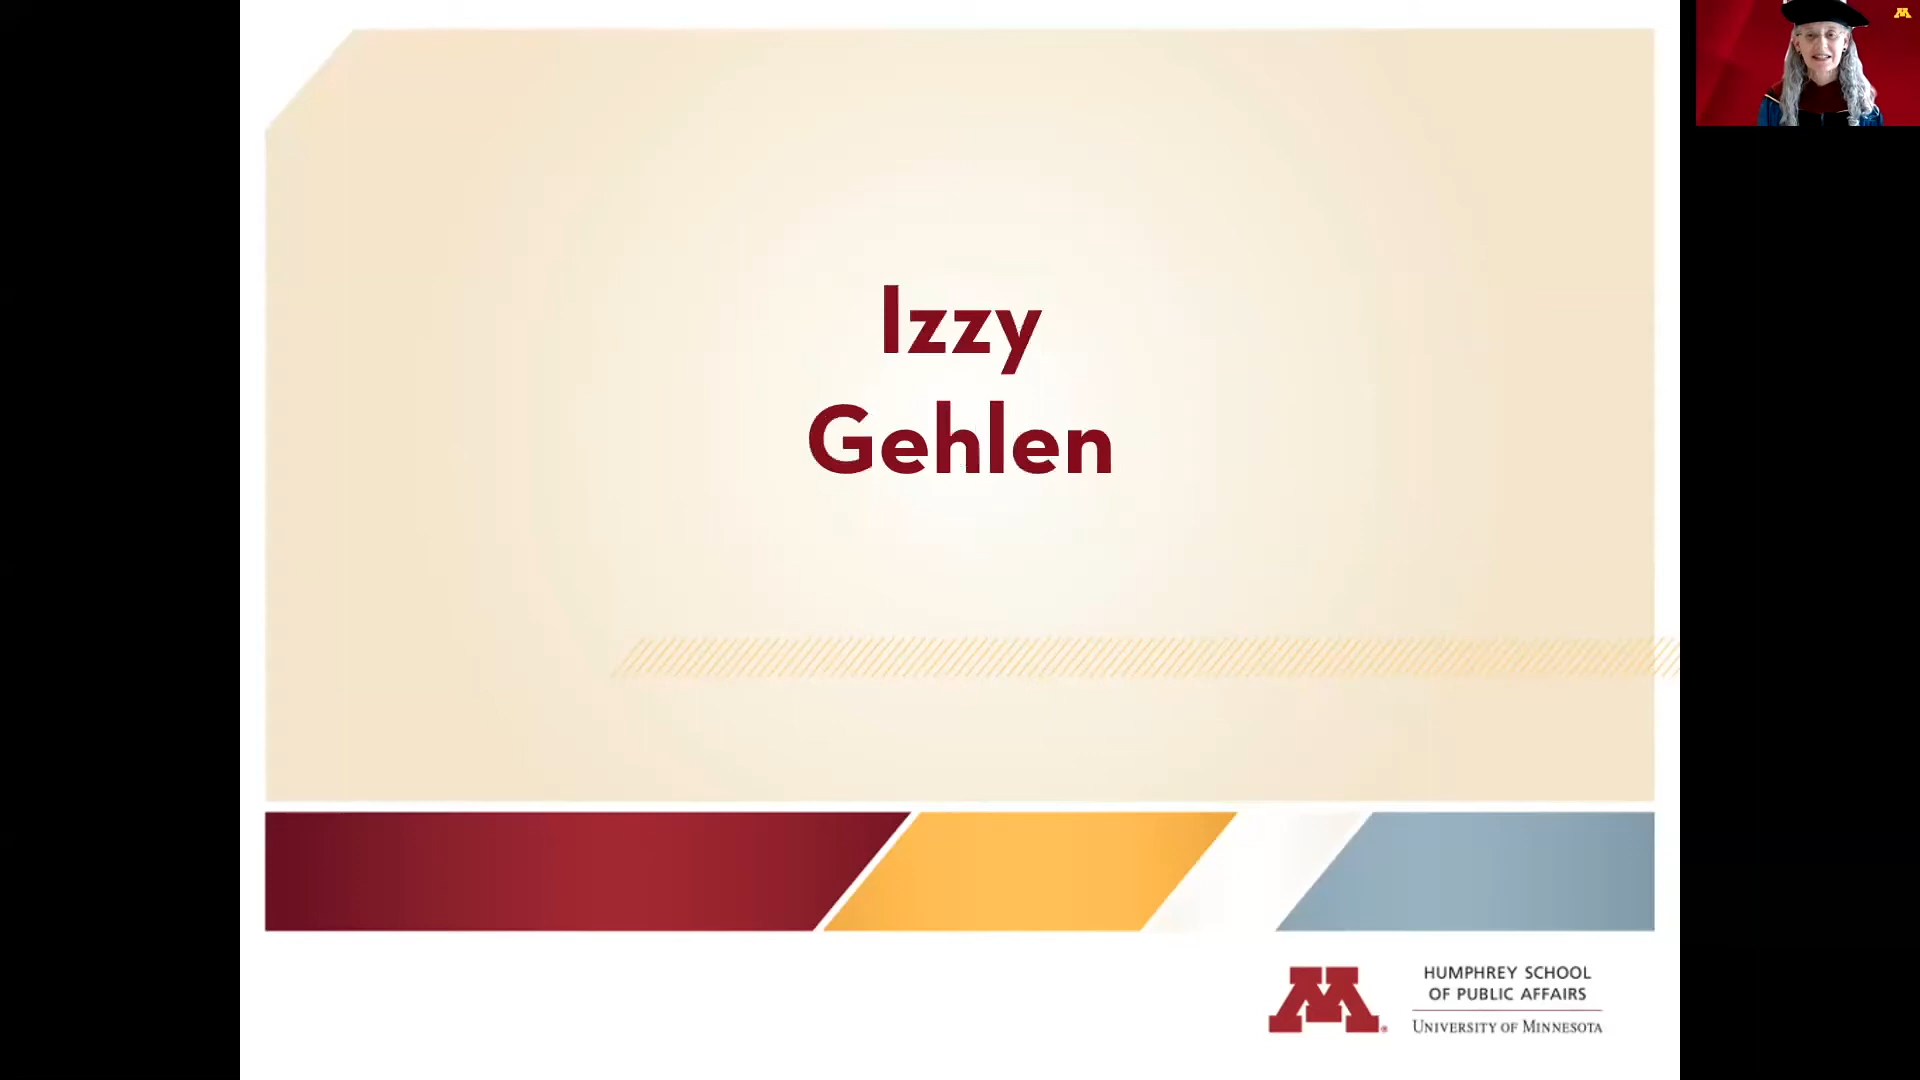 Izzy
Gehlen
HUMPHREY SCHOOL
OF PUBLIC AFFAIRS
UNIVERSITY OF MINNESOTA